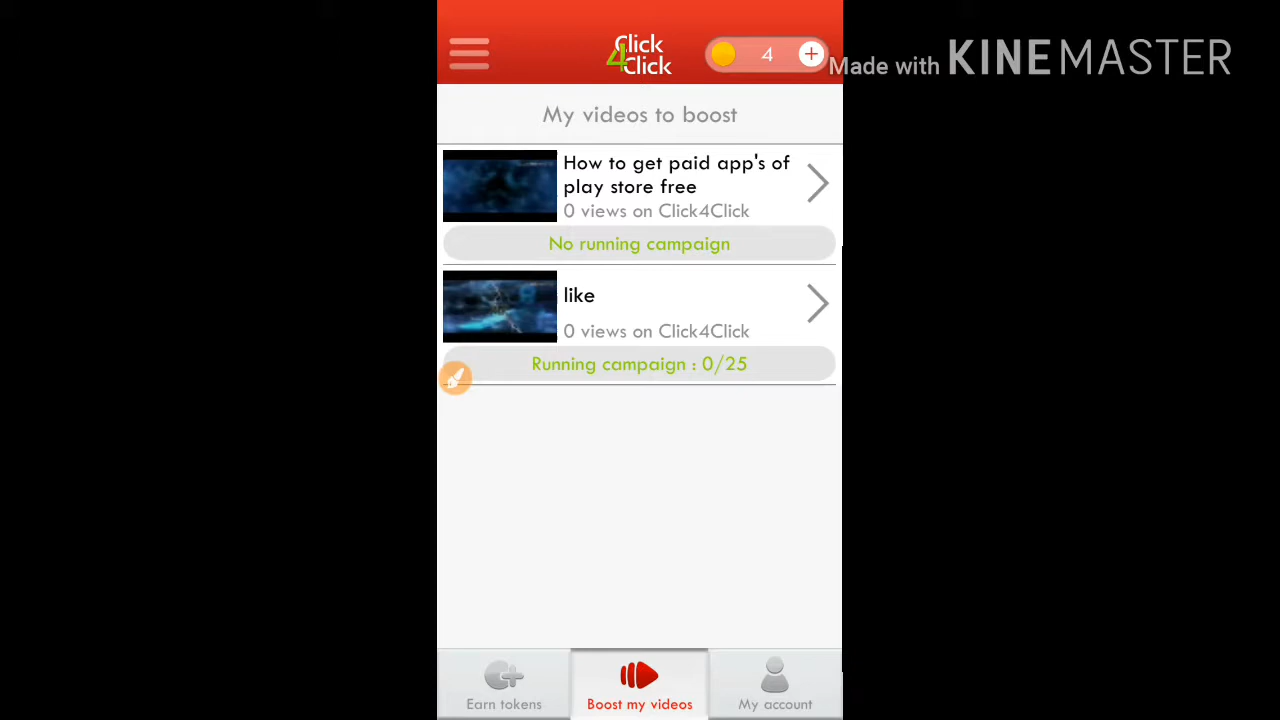 Click
4Click
4
+
Made with KINEMASTER
My videos to boost
How to get paid app's of
play store free
0 views on Click4Click
No running campaign
like
0 views on Click4Click
Running campaign : 0/25
Earn tokens
Boost my videos
My account